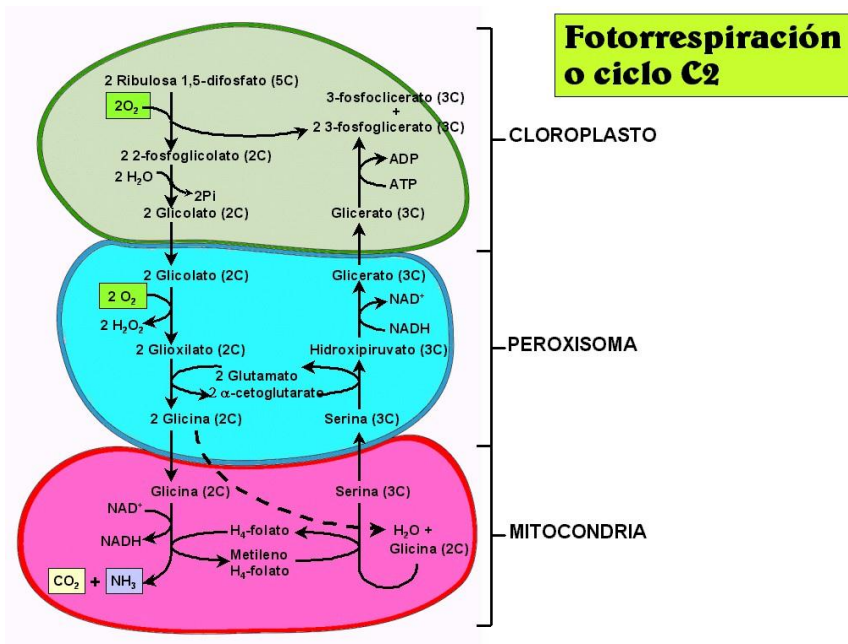 Fotorrespiración
o ciclo C2
2 Ribulosa 1,5-difosfato (5C)
3-fosfoclicerato (3C)
+
2O₂
2 3-fosfoglicerato (3C)
CLOROPLASTO
2 2-fosfoglicolato (2C)
ADP
2 H₂O
ATP
2Pi
2 Glicolato (2C)
Glicerato (3C)
2 Glicolato (2C)
Glicerato (3C)
2 O₂
NAD⁺
2 H₂O₂
NADH
2 Glioxilato (2C)
Hidroxipiruvato (3C)
PEROXISOMA
2 Glutamato
2 α-cetoglutarato
2 Glicina (2C)
Serina (3C)
Glicina (2C)
Serina (3C)
NAD⁺
H₄-folato
H₂O +
Glicina (2C)
MITOCONDRIA
NADH
Metileno
H₄-folato
CO₂ + NH₃